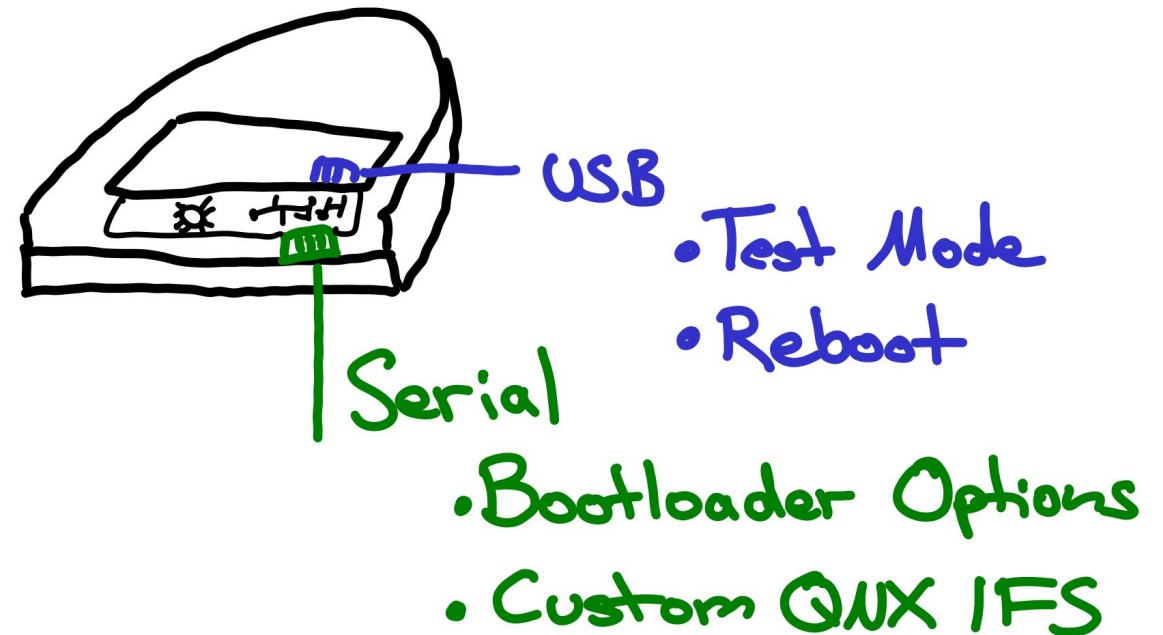 USB
• Test Mode
• Reboot
Serial
• Bootloader Options
• Custom QNX IFS